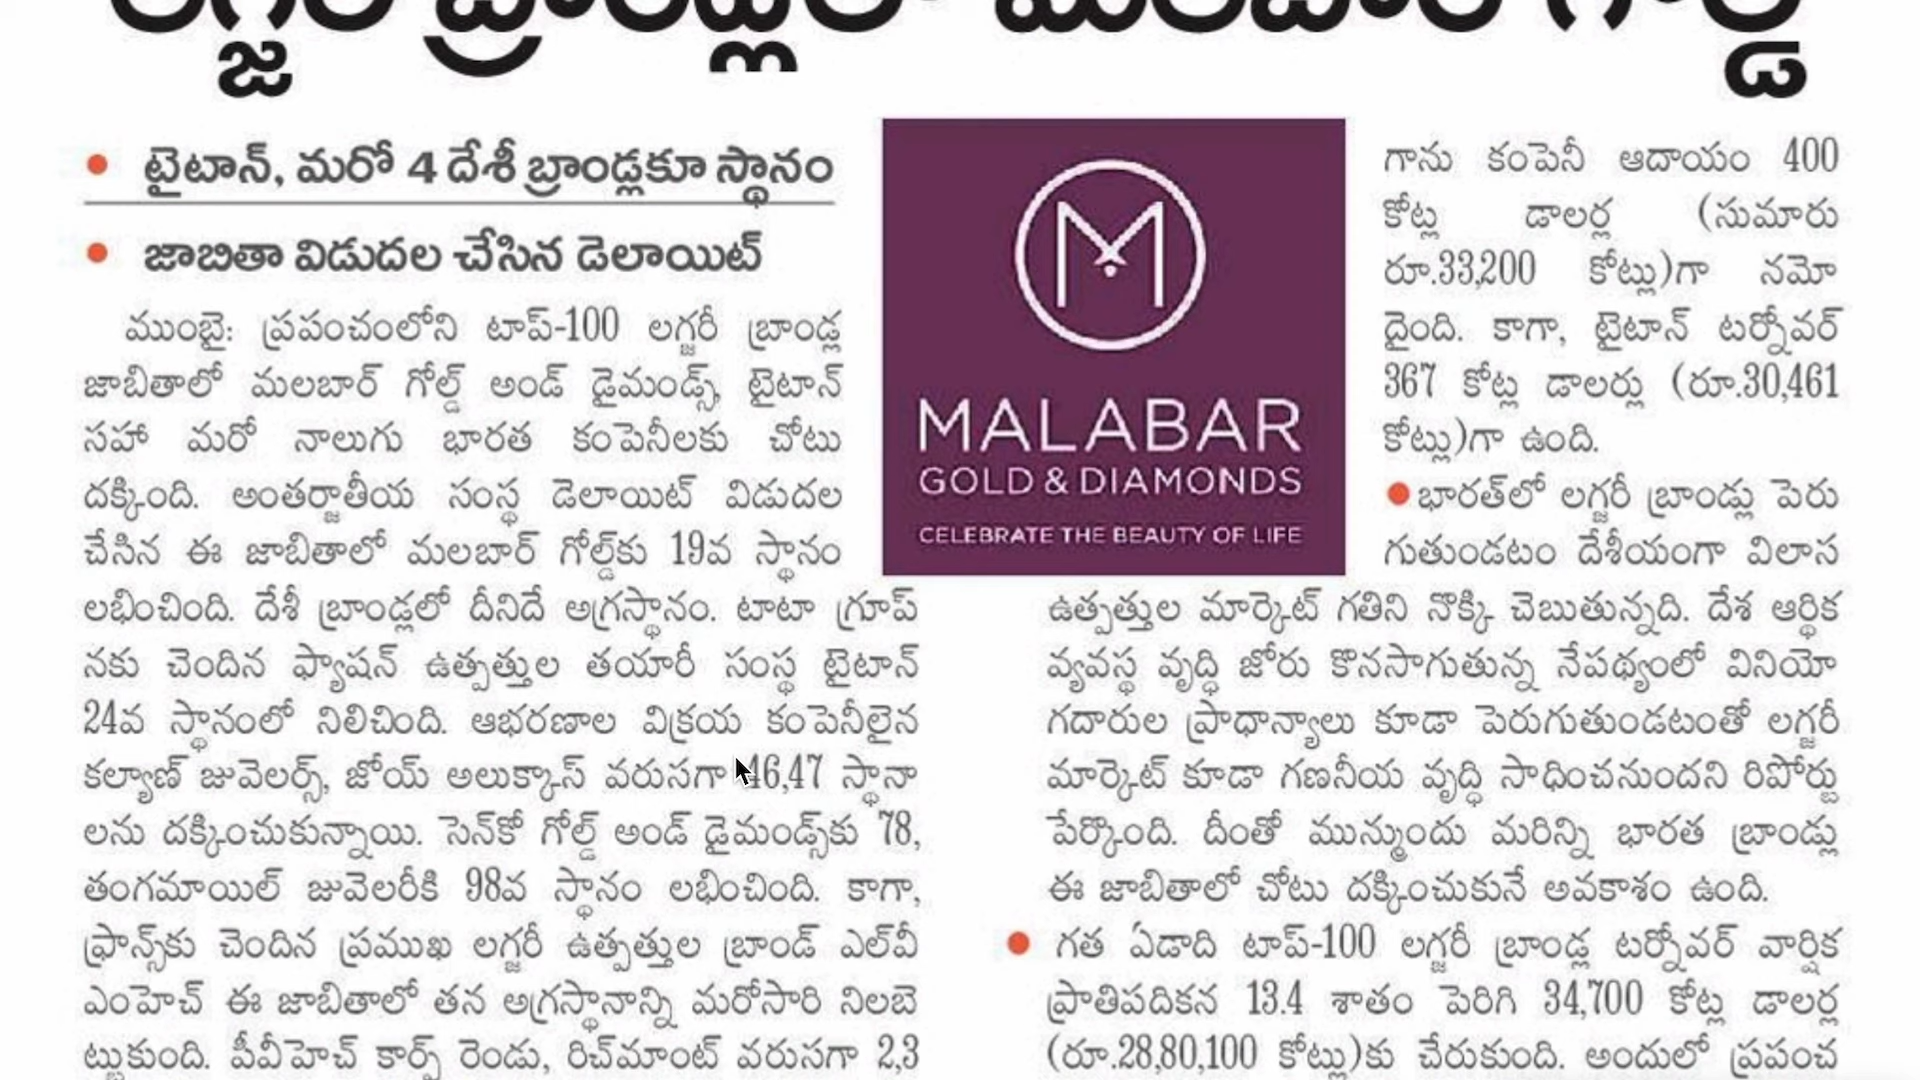 లగ్జరీ బ్రాండ్లలో మలబార్ గోల్డ్
• టైటాన్, మరో 4 దేశీ బ్రాండ్లకూ స్థానం
• జాబితా విడుదల చేసిన డెలాయిట్
ముంబై: ప్రపంచంలోని టాప్-100 లగ్జరీ బ్రాండ్ల
జాబితాలో మలబార్ గోల్డ్ అండ్ డైమండ్స్, టైటాన్
సహా మరో నాలుగు భారత కంపెనీలకు చోటు
దక్కింది. అంతర్జాతీయ సంస్థ డెలాయిట్ విడుదల
చేసిన ఈ జాబితాలో మలబార్ గోల్డ్‌కు 19వ స్థానం
లభించింది. దేశీ బ్రాండ్లలో దీనిదే అగ్రస్థానం. టాటా గ్రూప్
నకు చెందిన ఫ్యాషన్ ఉత్పత్తుల తయారీ సంస్థ టైటాన్
24వ స్థానంలో నిలిచింది. ఆభరణాల విక్రయ కంపెనీలైన
కల్యాణ్ జువెలర్స్, జోయ్ అలుక్కాస్ వరుసగా 46,47 స్థానా
లను దక్కించుకున్నాయి. సెన్‌కో గోల్డ్ అండ్ డైమండ్స్‌కు 78,
తంగమాయిల్ జువెలరీకి 98వ స్థానం లభించింది. కాగా,
ఫ్రాన్స్‌కు చెందిన ప్రముఖ లగ్జరీ ఉత్పత్తుల బ్రాండ్ ఎల్‌వీ
ఎంహెచ్ ఈ జాబితాలో తన అగ్రస్థానాన్ని మరోసారి నిలబె
ట్టుకుంది. పీవీహెచ్ కార్ప్ రెండు, రిచ్‌మాంట్ వరుసగా 2,3
MALABAR
GOLD & DIAMONDS
CELEBRATE THE BEAUTY OF LIFE
గాను కంపెనీ ఆదాయం 400
కోట్ల డాలర్ల (సుమారు
రూ.33,200 కోట్లు)గా నమో
దైంది. కాగా, టైటాన్ టర్నోవర్
367 కోట్ల డాలర్లు (రూ.30,461
కోట్లు)గా ఉంది.
• భారత్‌లో లగ్జరీ బ్రాండ్లు పెరు
గుతుండటం దేశీయంగా విలాస
ఉత్పత్తుల మార్కెట్ గతిని నొక్కి చెబుతున్నది. దేశ ఆర్థిక
వ్యవస్థ వృద్ధి జోరు కొనసాగుతున్న నేపథ్యంలో వినియో
గదారుల ప్రాధాన్యాలు కూడా పెరుగుతుండటంతో లగ్జరీ
మార్కెట్ కూడా గణనీయ వృద్ధి సాధించనుందని రిపోర్టు
పేర్కొంది. దీంతో మున్ముందు మరిన్ని భారత బ్రాండ్లు
ఈ జాబితాలో చోటు దక్కించుకునే అవకాశం ఉంది.
• గత ఏడాది టాప్-100 లగ్జరీ బ్రాండ్ల టర్నోవర్ వార్షిక
ప్రాతిపదికన 13.4 శాతం పెరిగి 34,700 కోట్ల డాలర్ల
(రూ.28,80,100 కోట్లు)కు చేరుకుంది. అందులో ప్రపంచ